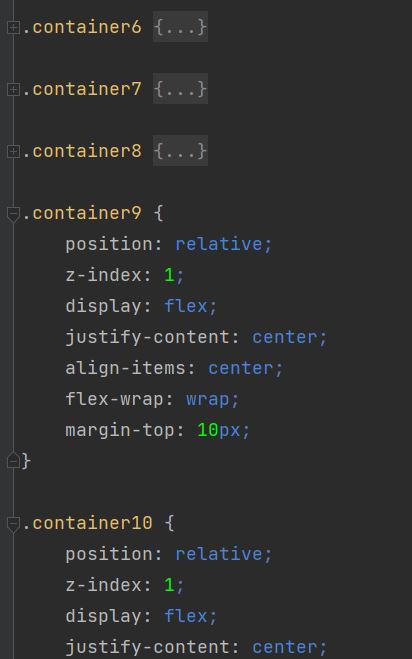 .container6 {...}
.container7 {...}
.container8 {...}
.container9 {
    position: relative;
    z-index: 1;
    display: flex;
    justify-content: center;
    align-items: center;
    flex-wrap: wrap;
    margin-top: 10px;
}
.container10 {
    position: relative;
    z-index: 1;
    display: flex;
    justify-content: center;